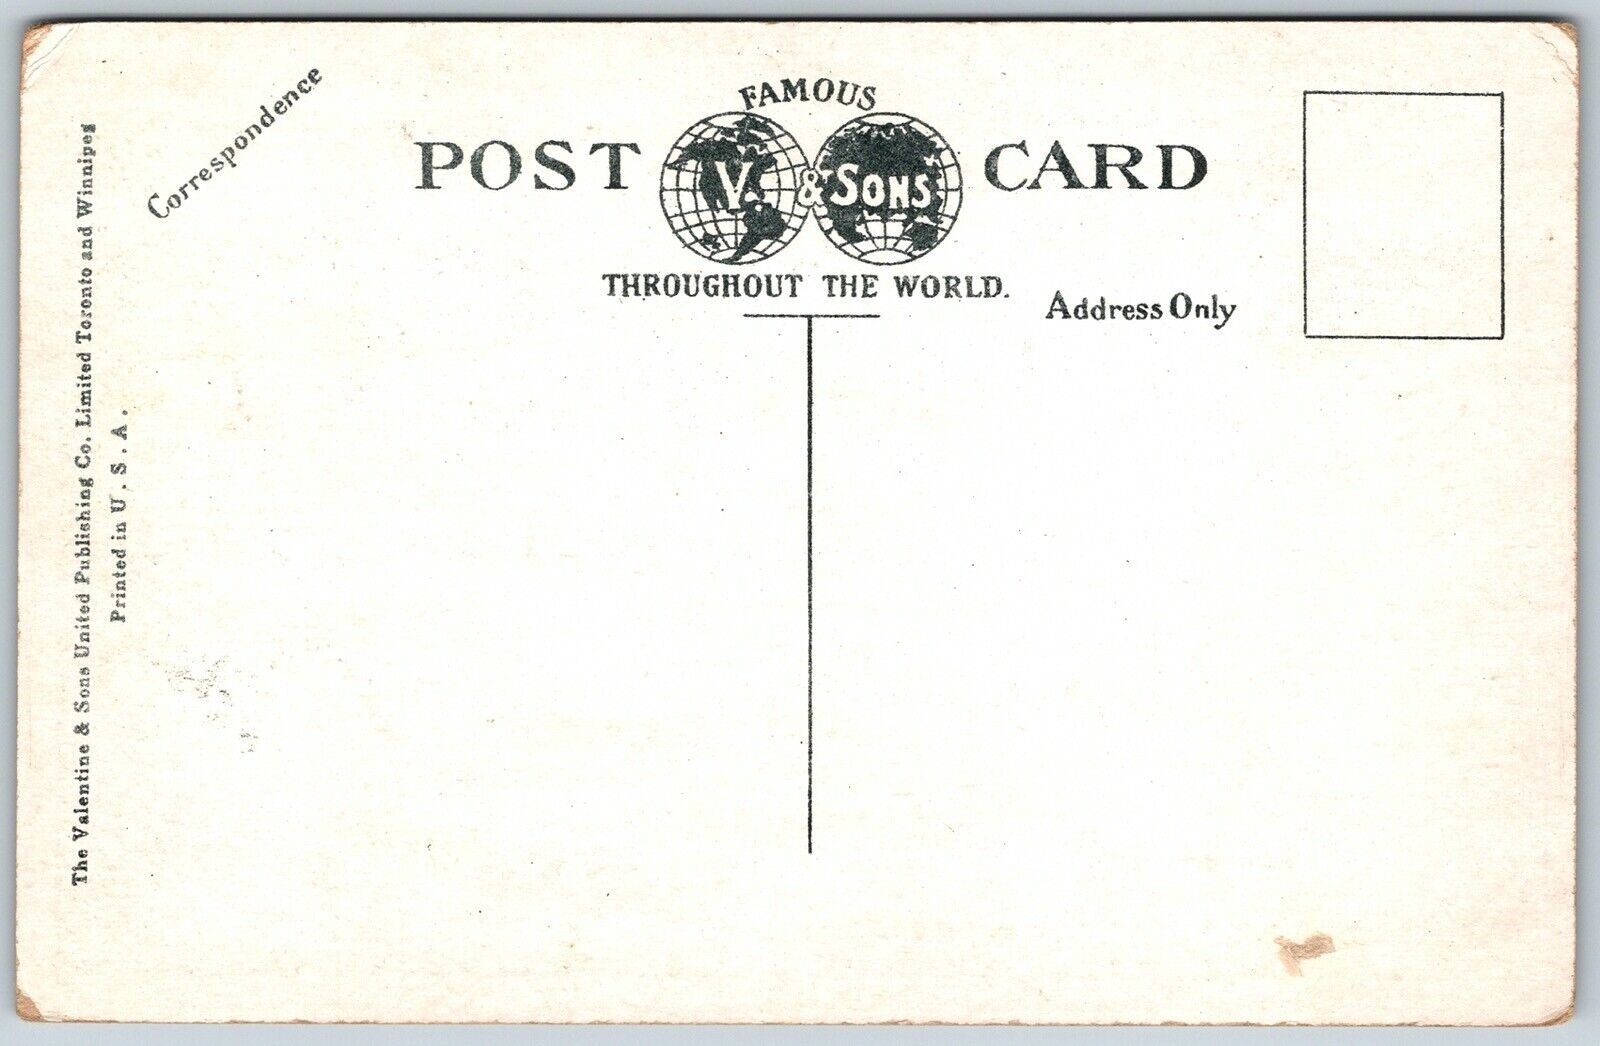 FAMOUS
POST V. & SONS CARD
THROUGHOUT THE WORLD.
Correspondence
Address Only
The Valentine & Sons United Publishing Co. Limited Toronto and Winnipeg
Printed in U.S.A.